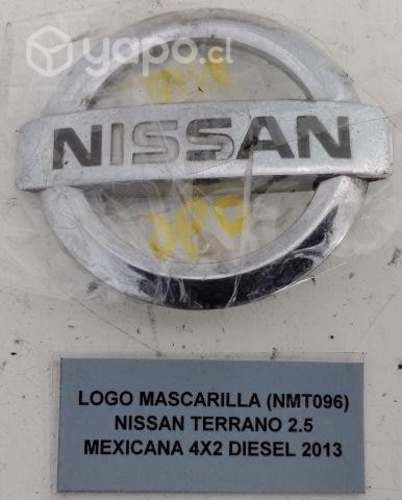 yapo.cl
NISSAN
LOGO MASCARILLA (NMT096)
NISSAN TERRANO 2.5
MEXICANA 4X2 DIESEL 2013